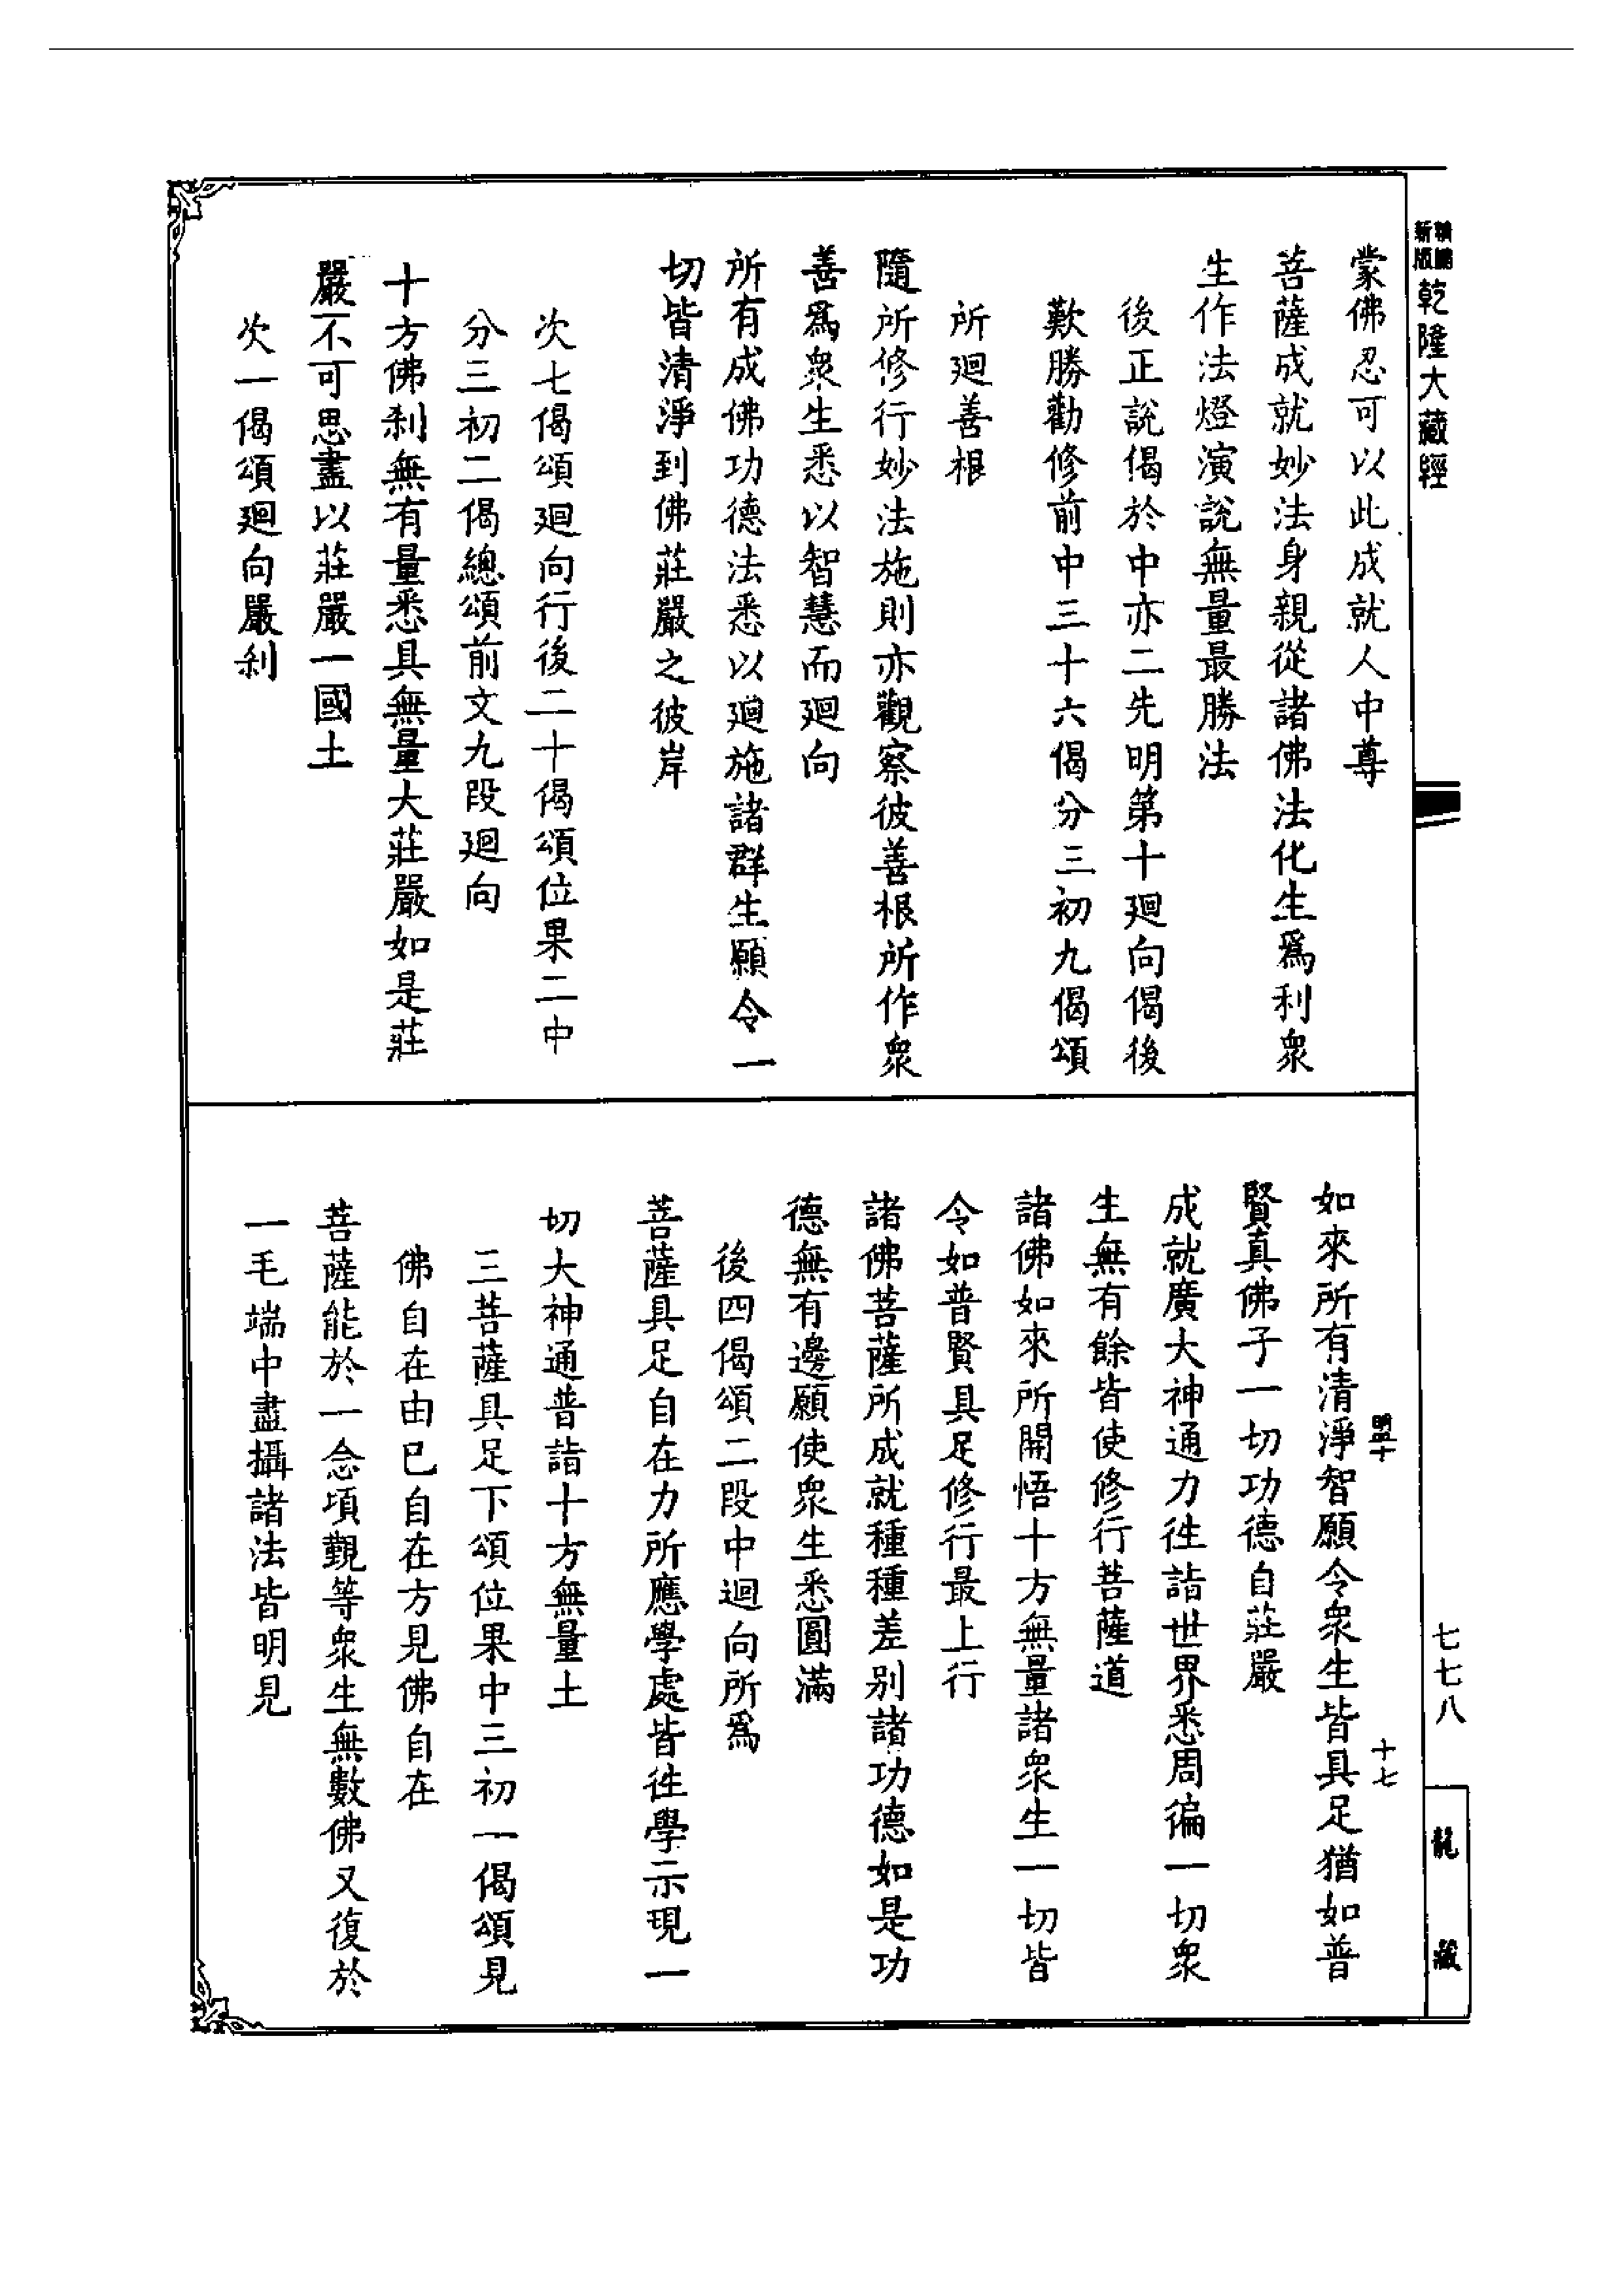 精編
新版
乾隆大藏經
蒙佛忍可以此成就人中尊
菩薩成就妙法身親從諸佛法化生爲利衆
生作法燈演說無量最勝法
後正說偈於中亦二先明第十廻向偈後
歎勝勸修前中三十六偈分三初九偈頌
所廻善根
隨所修行妙法施則亦觀察彼善根所作衆
善爲衆生悉以智慧而廻向
所有成佛功德法悉以廻施諸群生願令一
切皆清淨到佛莊嚴之彼岸
次七偈頌廻向行後二十偈頌位果二中
分三初二偈總頌前文九段廻向
十方佛刹無有量悉具無量大莊嚴如是莊
嚴不可思盡以莊嚴一國土
次一偈頌廻向嚴刹
如來所有清淨智願令衆生皆具足猶如普
賢真佛子一切功德自莊嚴
成就廣大神通力徃詣世界悉周徧一切衆
生無有餘皆使修行菩薩道
諸佛如來所開悟十方無量諸衆生一切皆
令如普賢具足修行最上行
諸佛菩薩所成就種種差别諸功德如是功
德無有邊願使衆生悉圓滿
後四偈頌二段中迴向所爲
菩薩具足自在力所應學處皆徃學示現一
切大神通普詣十方無量土
三菩薩具足下頌位果中三初一偈頌見
佛自在由巳自在方見佛自在
菩薩能於一念項覲等衆生無數佛又復於
一毛端中盡攝諸法皆明見
盟十
十七
七七八
龍藏